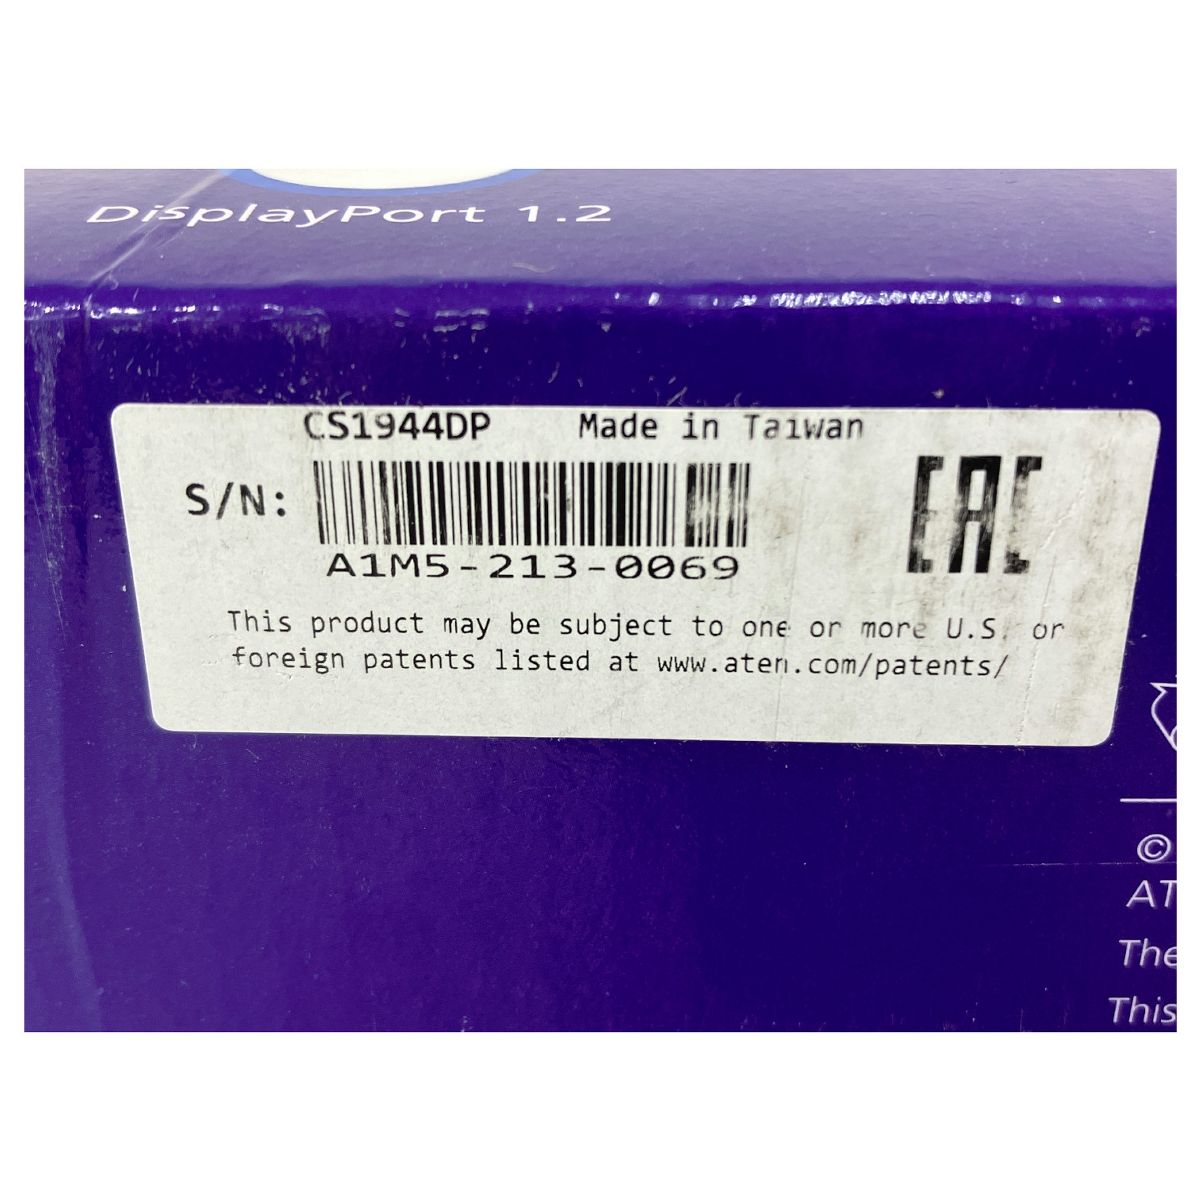 DisplayPort 1.2
CS1944DP Made in Taiwan
S/N:
A1M5-213-0069
EAC
This product may be subject to one or more U.S. or
foreign patents listed at www.aten.com/patents/
©
AT
The
This